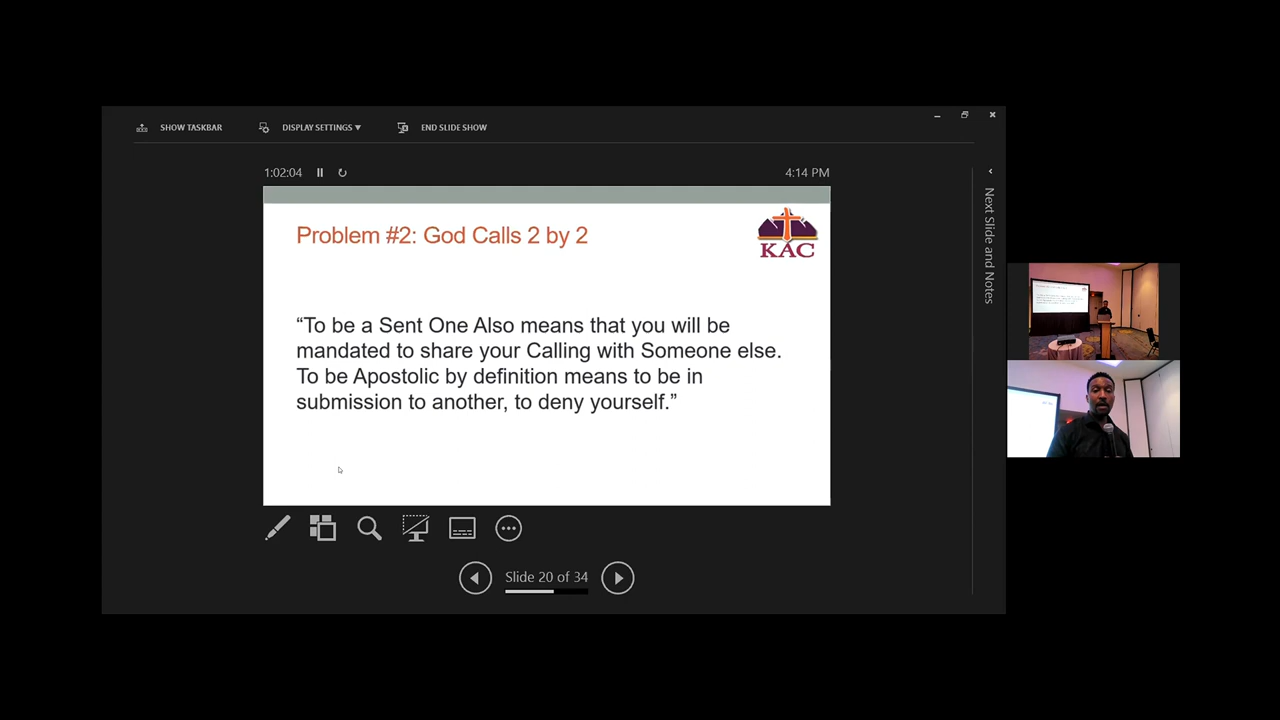 SHOW TASKBAR
DISPLAY SETTINGS ▼
END SLIDE SHOW
1:02:04
4:14 PM
Problem #2: God Calls 2 by 2
KAC
“To be a Sent One Also means that you will be
mandated to share your Calling with Someone else.
To be Apostolic by definition means to be in
submission to another, to deny yourself.”
Slide 20 of 34
Next Slide and Notes